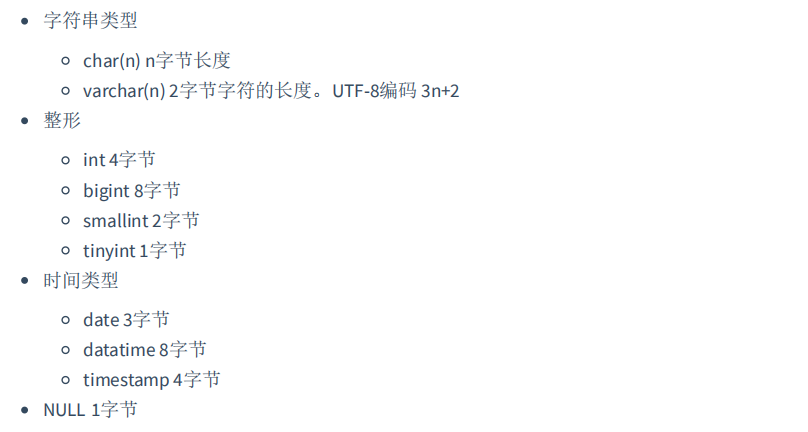 字符串类型
char(n) n字节长度
varchar(n) 2字节字符的长度。UTF-8编码 3n+2
整形
int 4字节
bigint 8字节
smallint 2字节
tinyint 1字节
时间类型
date 3字节
datatime 8字节
timestamp 4字节
NULL 1字节